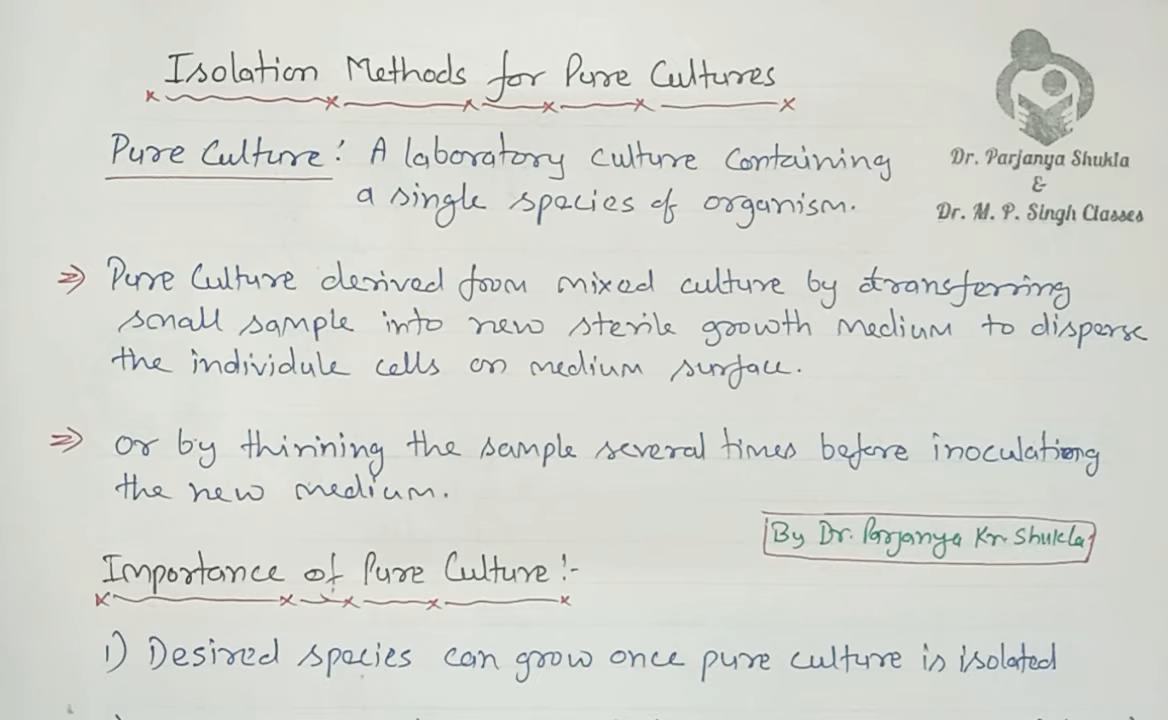 Isolation Methods for Pure Cultures
Pure Culture: A laboratory culture containing
a single species of organism.
Dr. Parjanya Shukla
&
Dr. M. P. Singh Classes
⇒ Pure Culture derived from mixed culture by transferring
small sample into new sterile growth medium to disperse
the individule cells on medium surface.
⇒ or by thinining the sample several times before inoculationg
the new medium.
By Dr. Parjanya Kr. Shukla
Importance of Pure Culture:-
1) Desired species can grow once pure culture is isolated